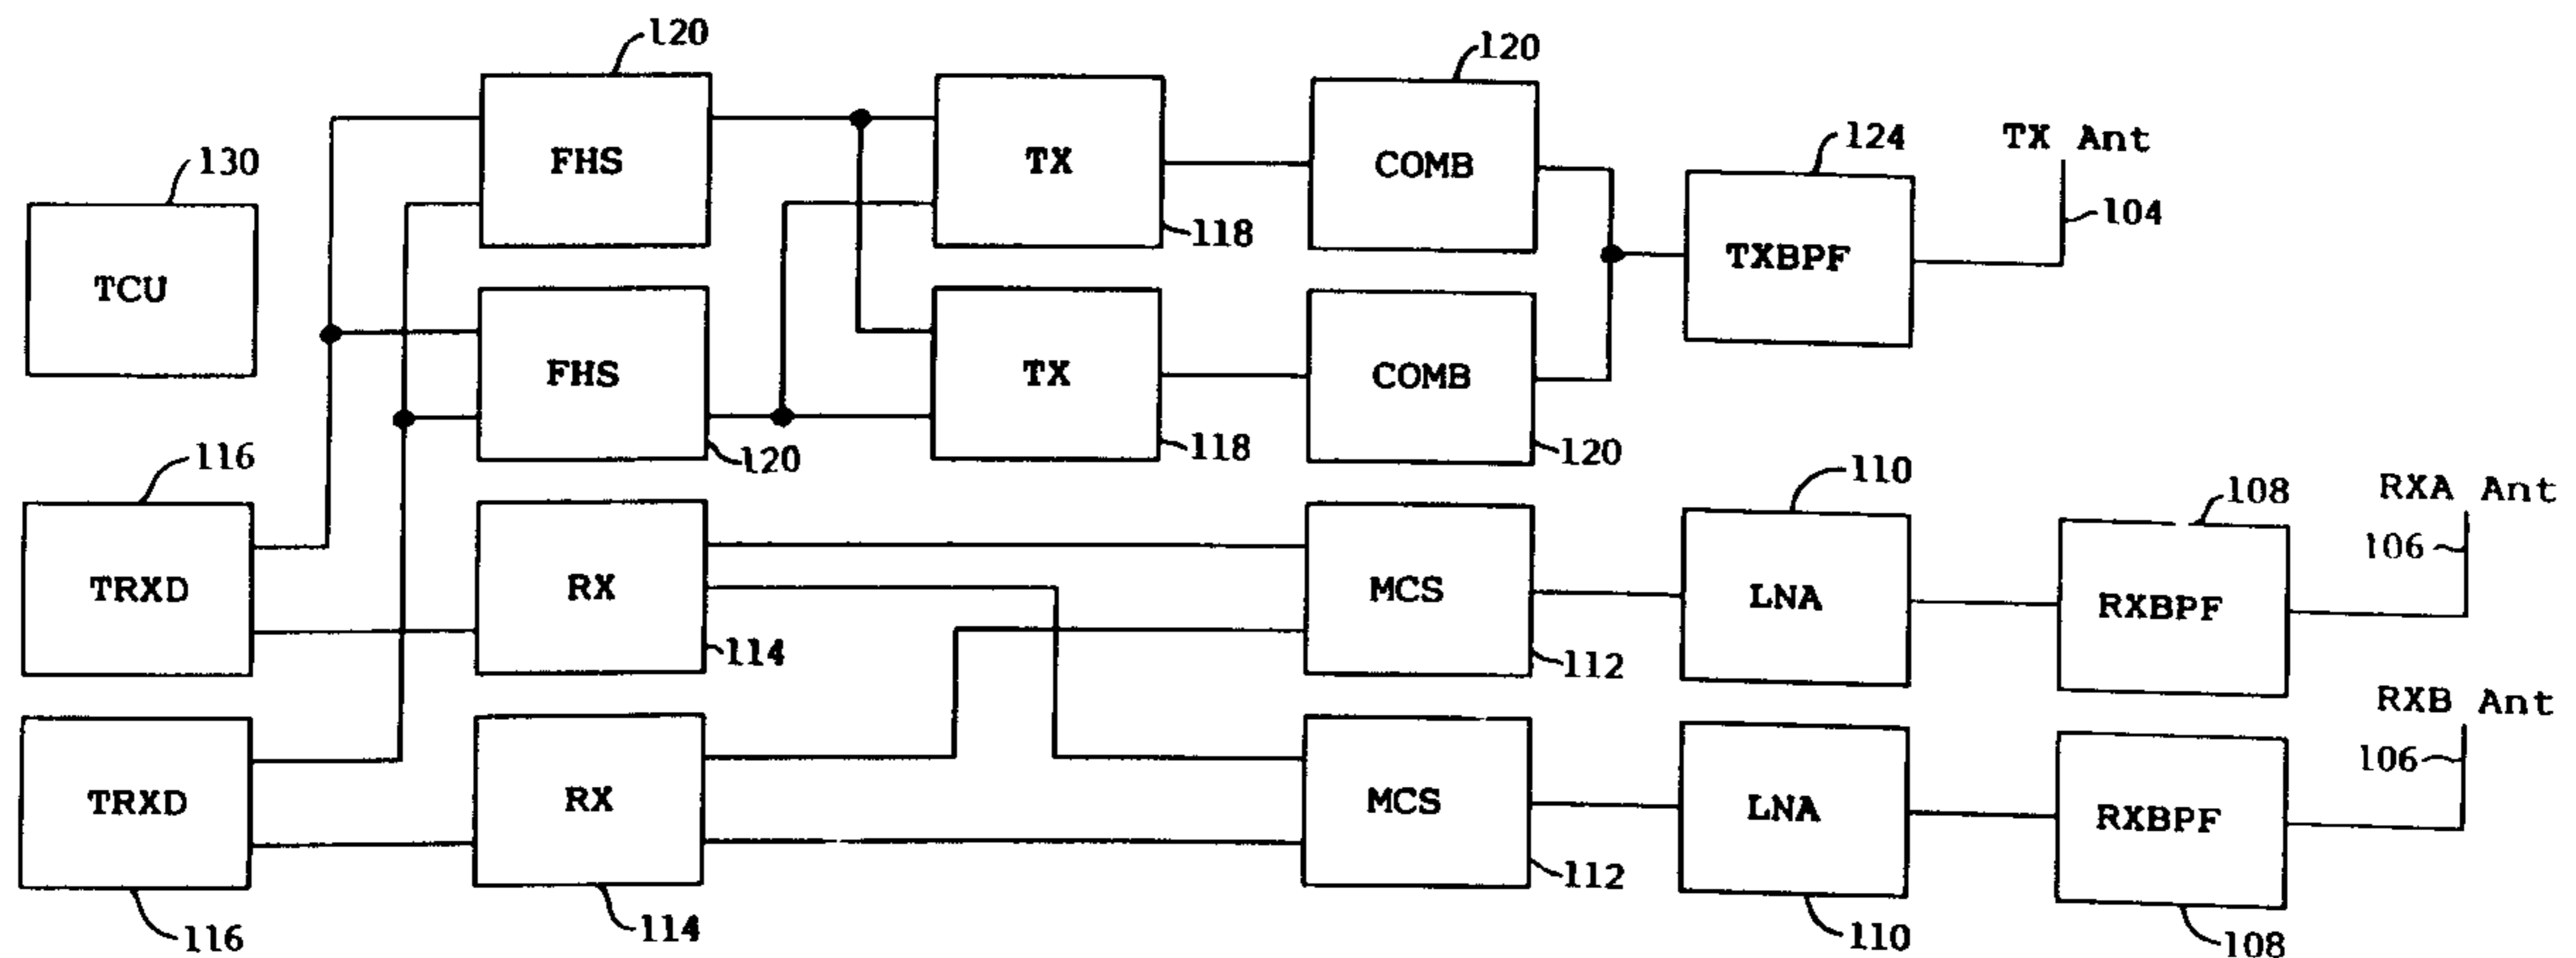 120
120
TX Ant
124
130
FHS
TX
COMB
104
118
TXBPF
TCU
FHS
TX
COMB
116
120
118
120
110
108
RXA Ant
106
TRXD
RX
MCS
LNA
RXBPF
114
112
RXB Ant
106
TRXD
RX
MCS
LNA
RXBPF
112
116
114
110
108